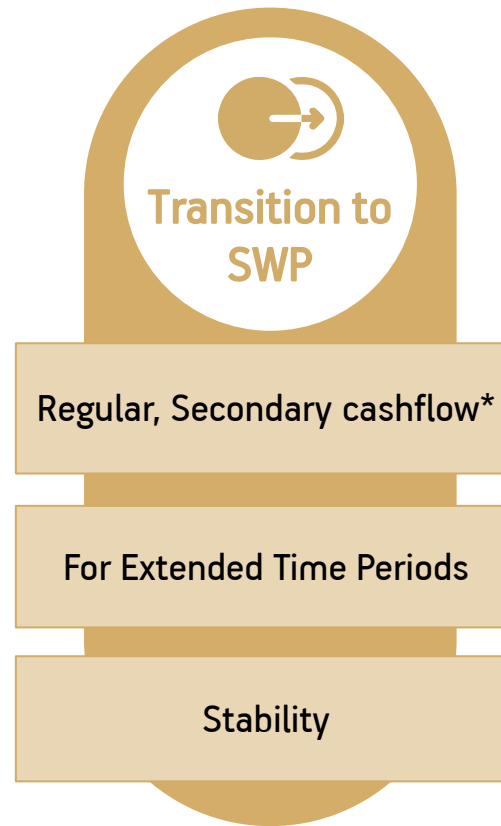 Transition to
SWP
Regular, Secondary cashflow*
For Extended Time Periods
Stability